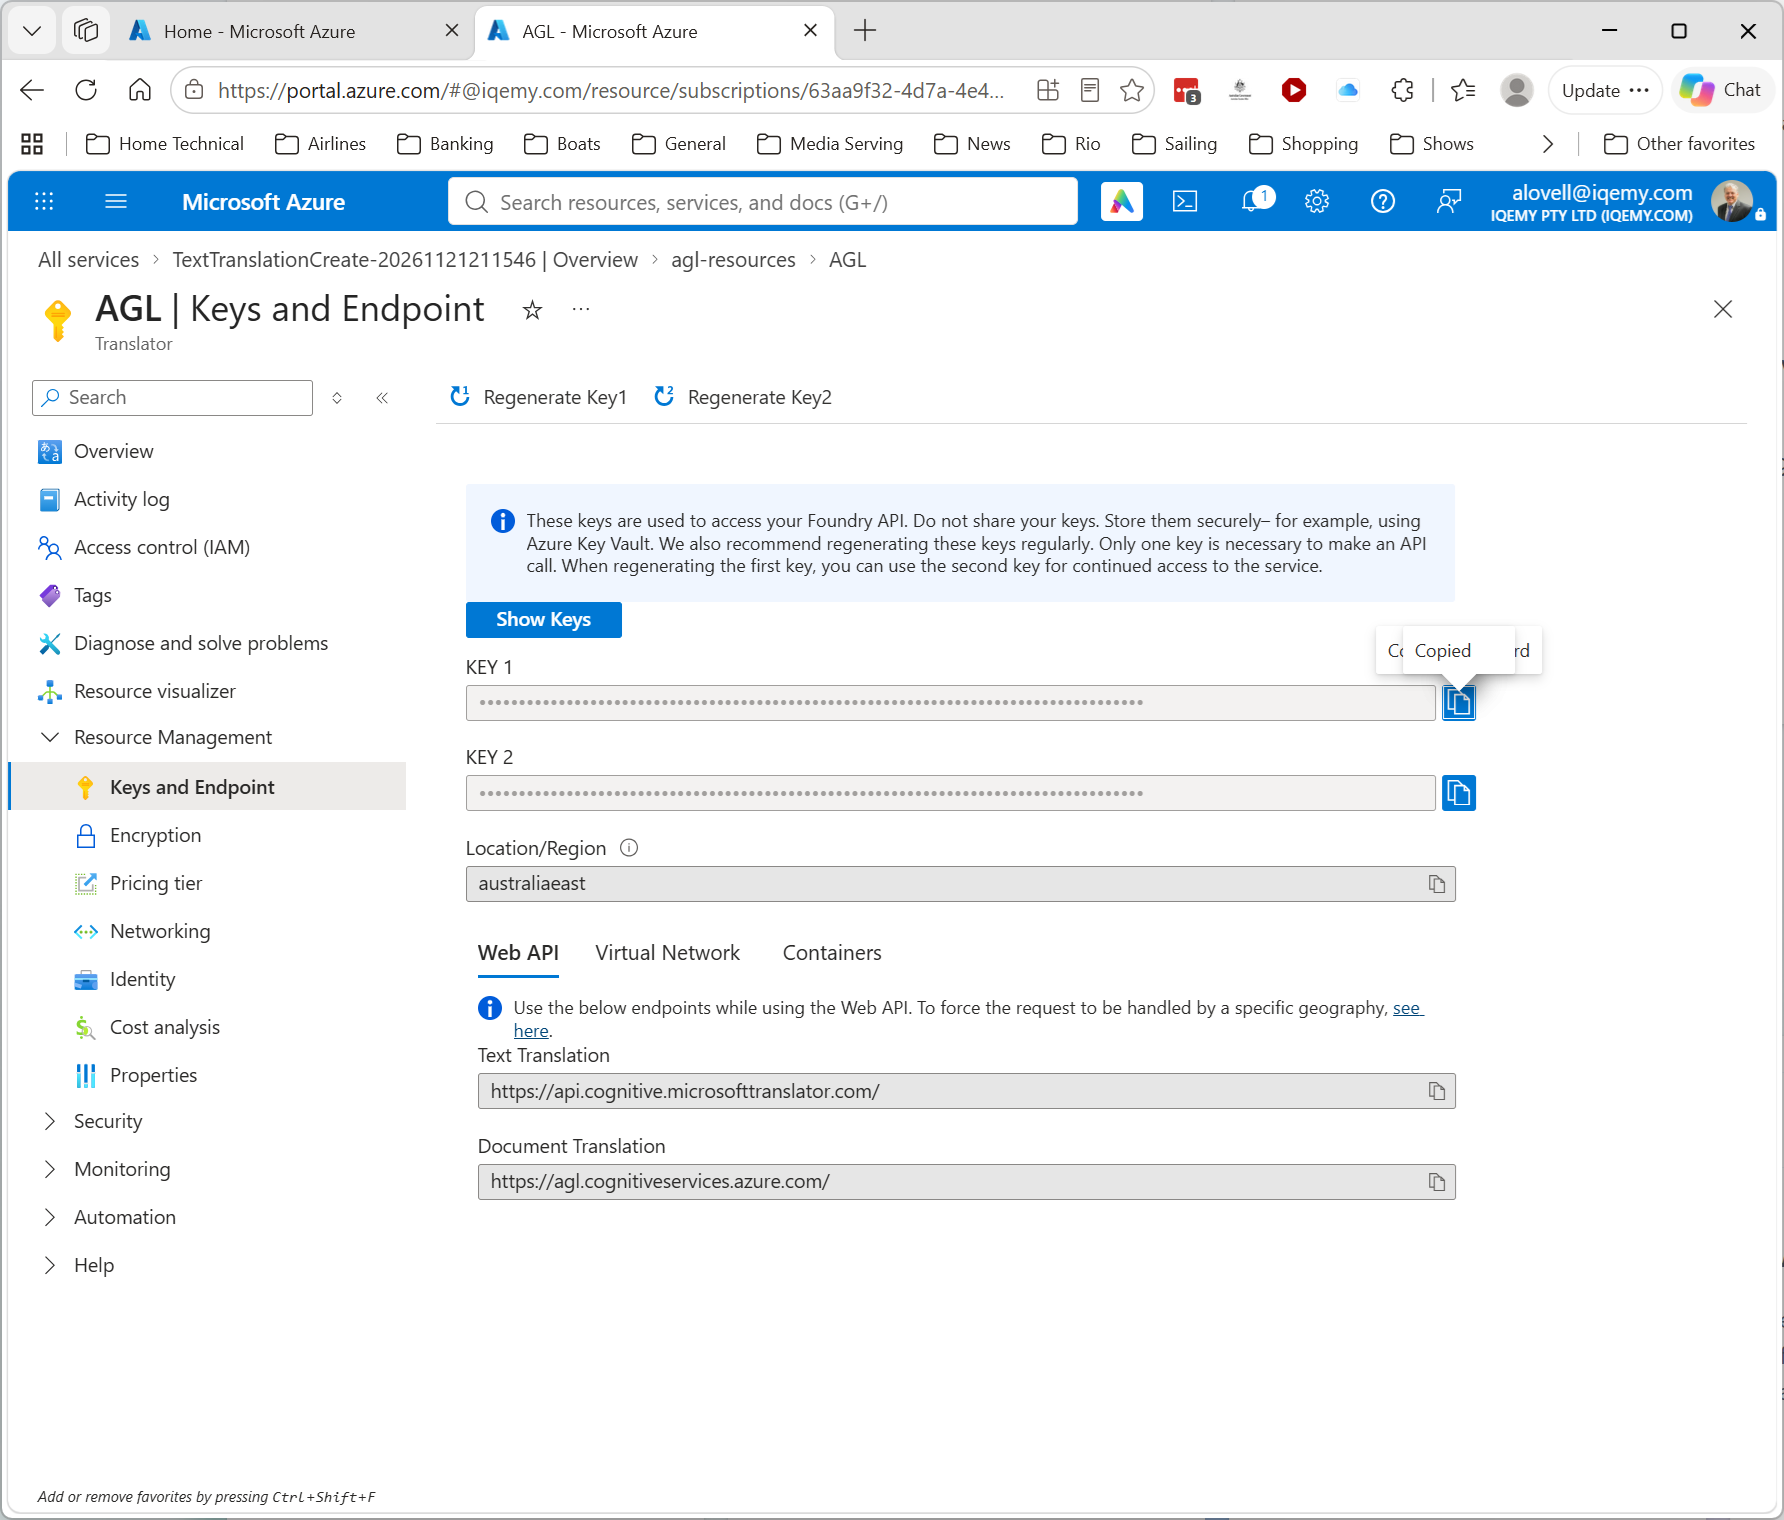 Home - Microsoft Azure
AGL - Microsoft Azure
https://portal.azure.com/#@iqemy.com/resource/subscriptions/63aa9f32-4d7a-4e4...
3
Update
Chat
Home Technical
Airlines
Banking
Boats
General
Media Serving
News
Rio
Sailing
Shopping
Shows
Other favorites
Microsoft Azure
Search resources, services, and docs (G+/)
1
alovell@iqemy.com
IQEMY PTY LTD (IQEMY.COM)
All services > TextTranslationCreate-20261121211546 | Overview > agl-resources > AGL
AGL | Keys and Endpoint
Translator
Search
Regenerate Key1
Regenerate Key2
Overview
Activity log
Access control (IAM)
Tags
Diagnose and solve problems
Resource visualizer
Resource Management
Keys and Endpoint
Encryption
Pricing tier
Networking
Identity
Cost analysis
Properties
Security
Monitoring
Automation
Help
These keys are used to access your Foundry API. Do not share your keys. Store them securely– for example, using
Azure Key Vault. We also recommend regenerating these keys regularly. Only one key is necessary to make an API
call. When regenerating the first key, you can use the second key for continued access to the service.
Show Keys
Copied
KEY 1
KEY 2
Location/Region
australiaeast
Web API
Virtual Network
Containers
Use the below endpoints while using the Web API. To force the request to be handled by a specific geography, see
here.
Text Translation
https://api.cognitive.microsofttranslator.com/
Document Translation
https://agl.cognitiveservices.azure.com/
Add or remove favorites by pressing Ctrl+Shift+F